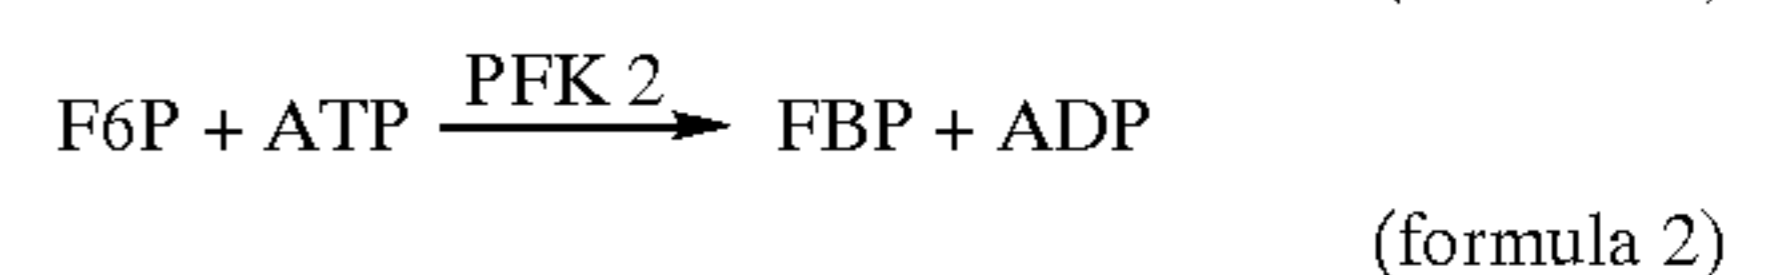 PFK 2
F6P + ATP ⟶ FBP + ADP
(formula 2)